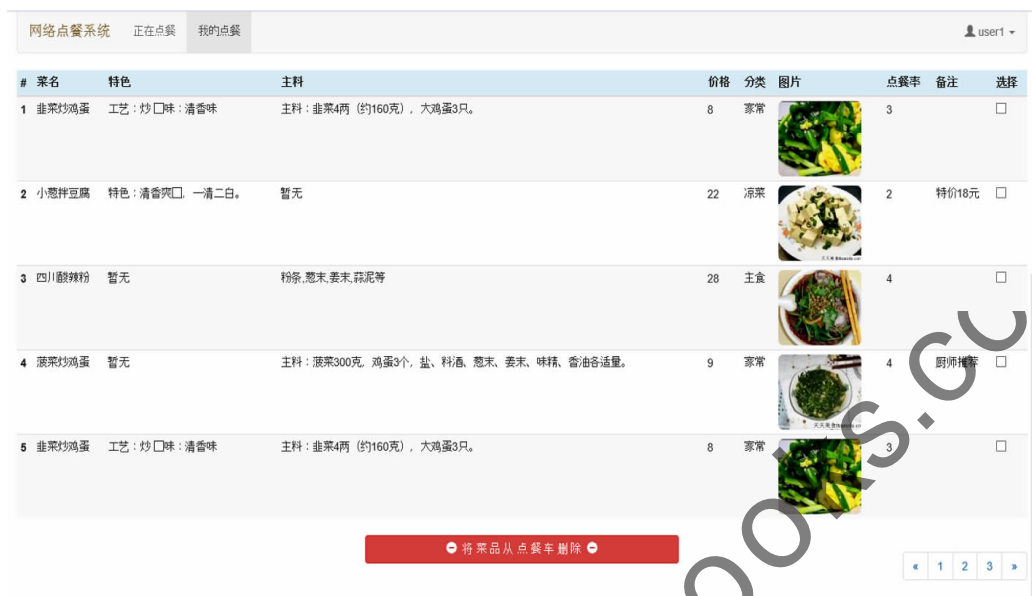 网络点餐系统 正在点餐 我的点餐 user1
# 菜名 特色 主料 价格 分类 图片 点餐率 备注 选择
1 韭菜炒鸡蛋 工艺：炒口味：清香味 主料：韭菜4两（约160克），大鸡蛋3只。 8 家常 3
2 小葱拌豆腐 特色：清香爽口，一清二白。 暂无 22 凉菜 2 特价18元
3 四川酸辣粉 暂无 粉条,葱末,姜末,蒜泥等 28 主食 4
4 菠菜炒鸡蛋 暂无 主料：菠菜300克，鸡蛋3个，盐、料酒、葱末、姜末、味精、香油各适量。 9 家常 4 厨师推荐
5 韭菜炒鸡蛋 工艺：炒口味：清香味 主料：韭菜4两（约160克），大鸡蛋3只。 8 家常 3
将菜品从点餐车删除
« 1 2 3 »
ooks.co